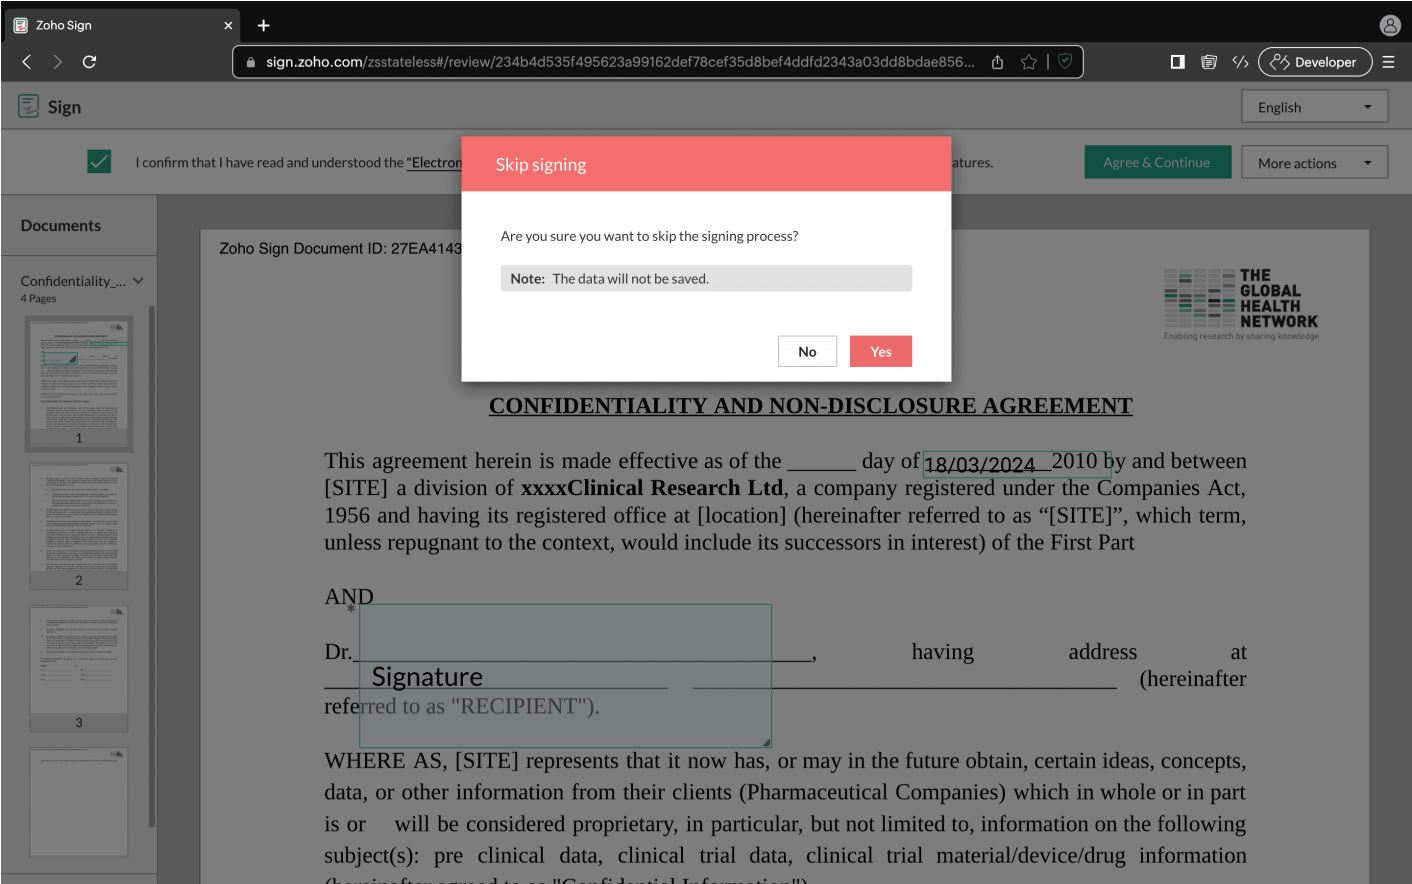 Zoho Sign
sign.zoho.com/zsstateless#/review/234b4d535f495623a99162def78cef35d8bef4ddfd2343a03dd8bdae856...
Developer
Sign
English
I confirm that I have read and understood the "Electron
atures.
Agree & Continue
More actions
Skip signing
Are you sure you want to skip the signing process?
Note: The data will not be saved.
No
Yes
Documents
Confidentiality_...
4 Pages
1
2
3
Zoho Sign Document ID: 27EA4143
THE
GLOBAL
HEALTH
NETWORK
Enabling research by sharing knowledge
CONFIDENTIALITY AND NON-DISCLOSURE AGREEMENT
This agreement herein is made effective as of the ______ day of 18/03/2024 2010 by and between
[SITE] a division of xxxxClinical Research Ltd, a company registered under the Companies Act,
1956 and having its registered office at [location] (hereinafter referred to as “[SITE]”, which term,
unless repugnant to the context, would include its successors in interest) of the First Part
AND
*
Dr. , having address at
Signature
(hereinafter
referred to as "RECIPIENT").
WHERE AS, [SITE] represents that it now has, or may in the future obtain, certain ideas, concepts,
data, or other information from their clients (Pharmaceutical Companies) which in whole or in part
is or will be considered proprietary, in particular, but not limited to, information on the following
subject(s): pre clinical data, clinical trial data, clinical trial material/device/drug information
(hereinafter agreed to as "Confidential Information")